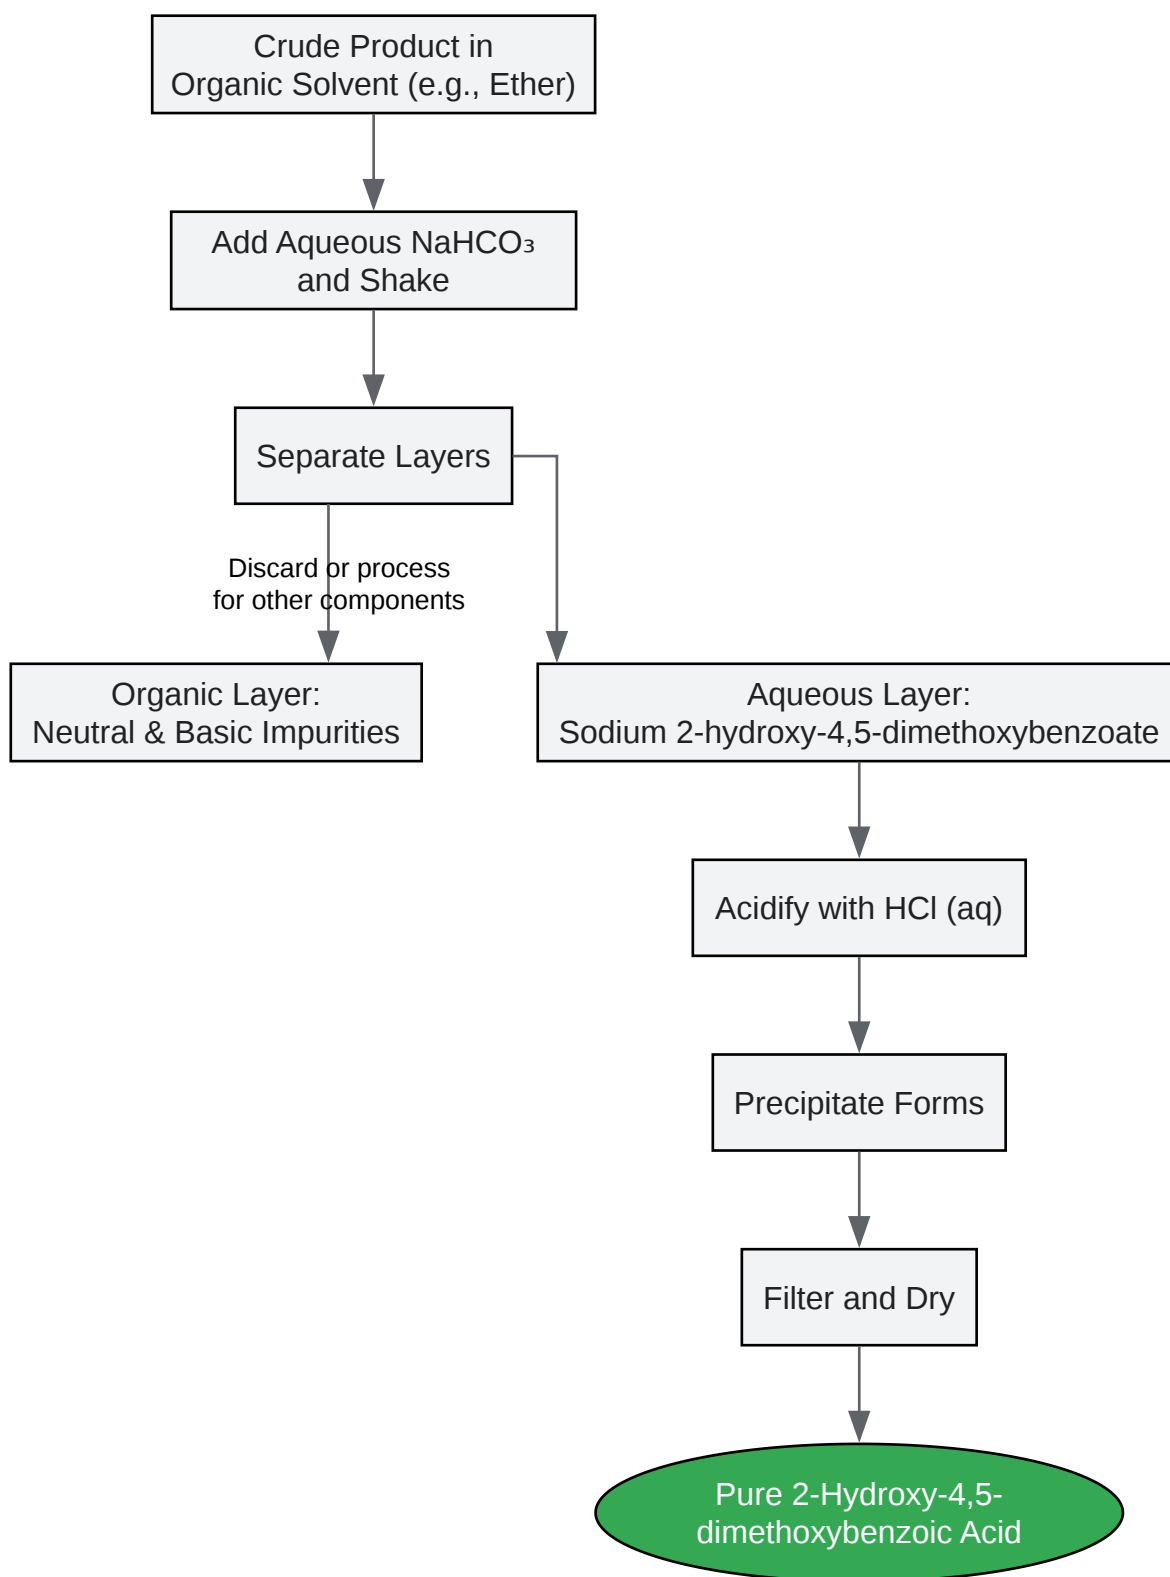 Crude Product in
Organic Solvent (e.g., Ether)
Add Aqueous NaHCO₃
and Shake
Separate Layers
Discard or process
for other components
Organic Layer:
Neutral & Basic Impurities
Aqueous Layer:
Sodium 2-hydroxy-4,5-dimethoxybenzoate
Acidify with HCl (aq)
Precipitate Forms
Filter and Dry
Pure 2-Hydroxy-4,5-
dimethoxybenzoic Acid